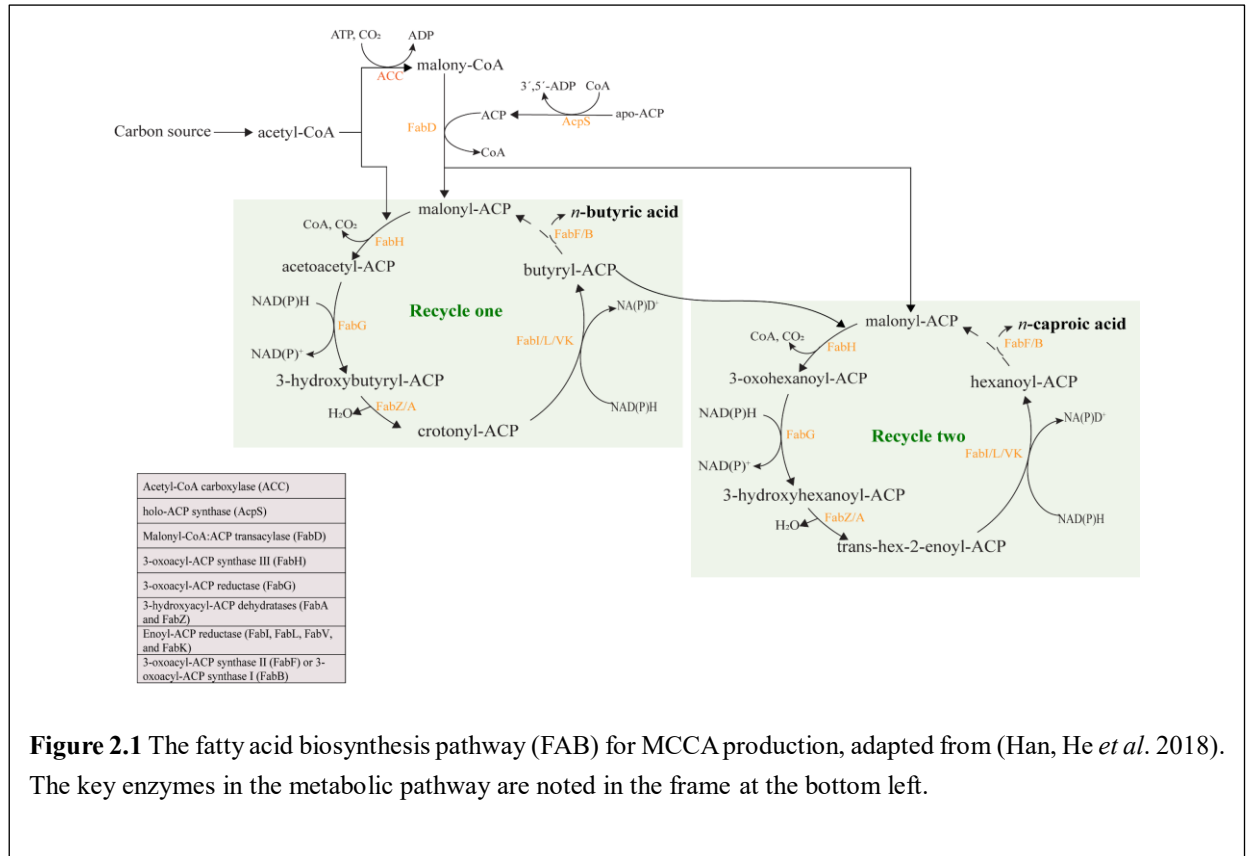 ATP, CO₂
ADP
ACC
malony-CoA
3´,5´-ADP
CoA
FabD
ACP
AcpS
apo-ACP
Carbon source
acetyl-CoA
CoA
malonyl-ACP
n-butyric acid
CoA, CO₂
FabH
FabF/B
acetoacetyl-ACP
butyryl-ACP
NAD(P)H
Recycle one
NA(P)D⁺
FabG
FabI/L/VK
NAD(P)⁺
3-hydroxybutyryl-ACP
NAD(P)H
H₂O
FabZ/A
crotonyl-ACP
malonyl-ACP
n-caproic acid
CoA, CO₂
FabH
FabF/B
3-oxohexanoyl-ACP
hexanoyl-ACP
NAD(P)H
NA(P)D⁺
FabG
Recycle two
FabI/L/VK
NAD(P)⁺
3-hydroxyhexanoyl-ACP
NAD(P)H
H₂O
FabZ/A
trans-hex-2-enoyl-ACP
Acetyl-CoA carboxylase (ACC)
holo-ACP synthase (AcpS)
Malonyl-CoA:ACP transacylase (FabD)
3-oxoacyl-ACP synthase III (FabH)
3-oxoacyl-ACP reductase (FabG)
3-hydroxyacyl-ACP dehydratases (FabA
and FabZ)
Enoyl-ACP reductase (FabI, FabL, FabV,
and FabK)
3-oxoacyl-ACP synthase II (FabF) or 3-
oxoacyl-ACP synthase I (FabB)
Figure 2.1 The fatty acid biosynthesis pathway (FAB) for MCCA production, adapted from (Han, He et al. 2018).
The key enzymes in the metabolic pathway are noted in the frame at the bottom left.